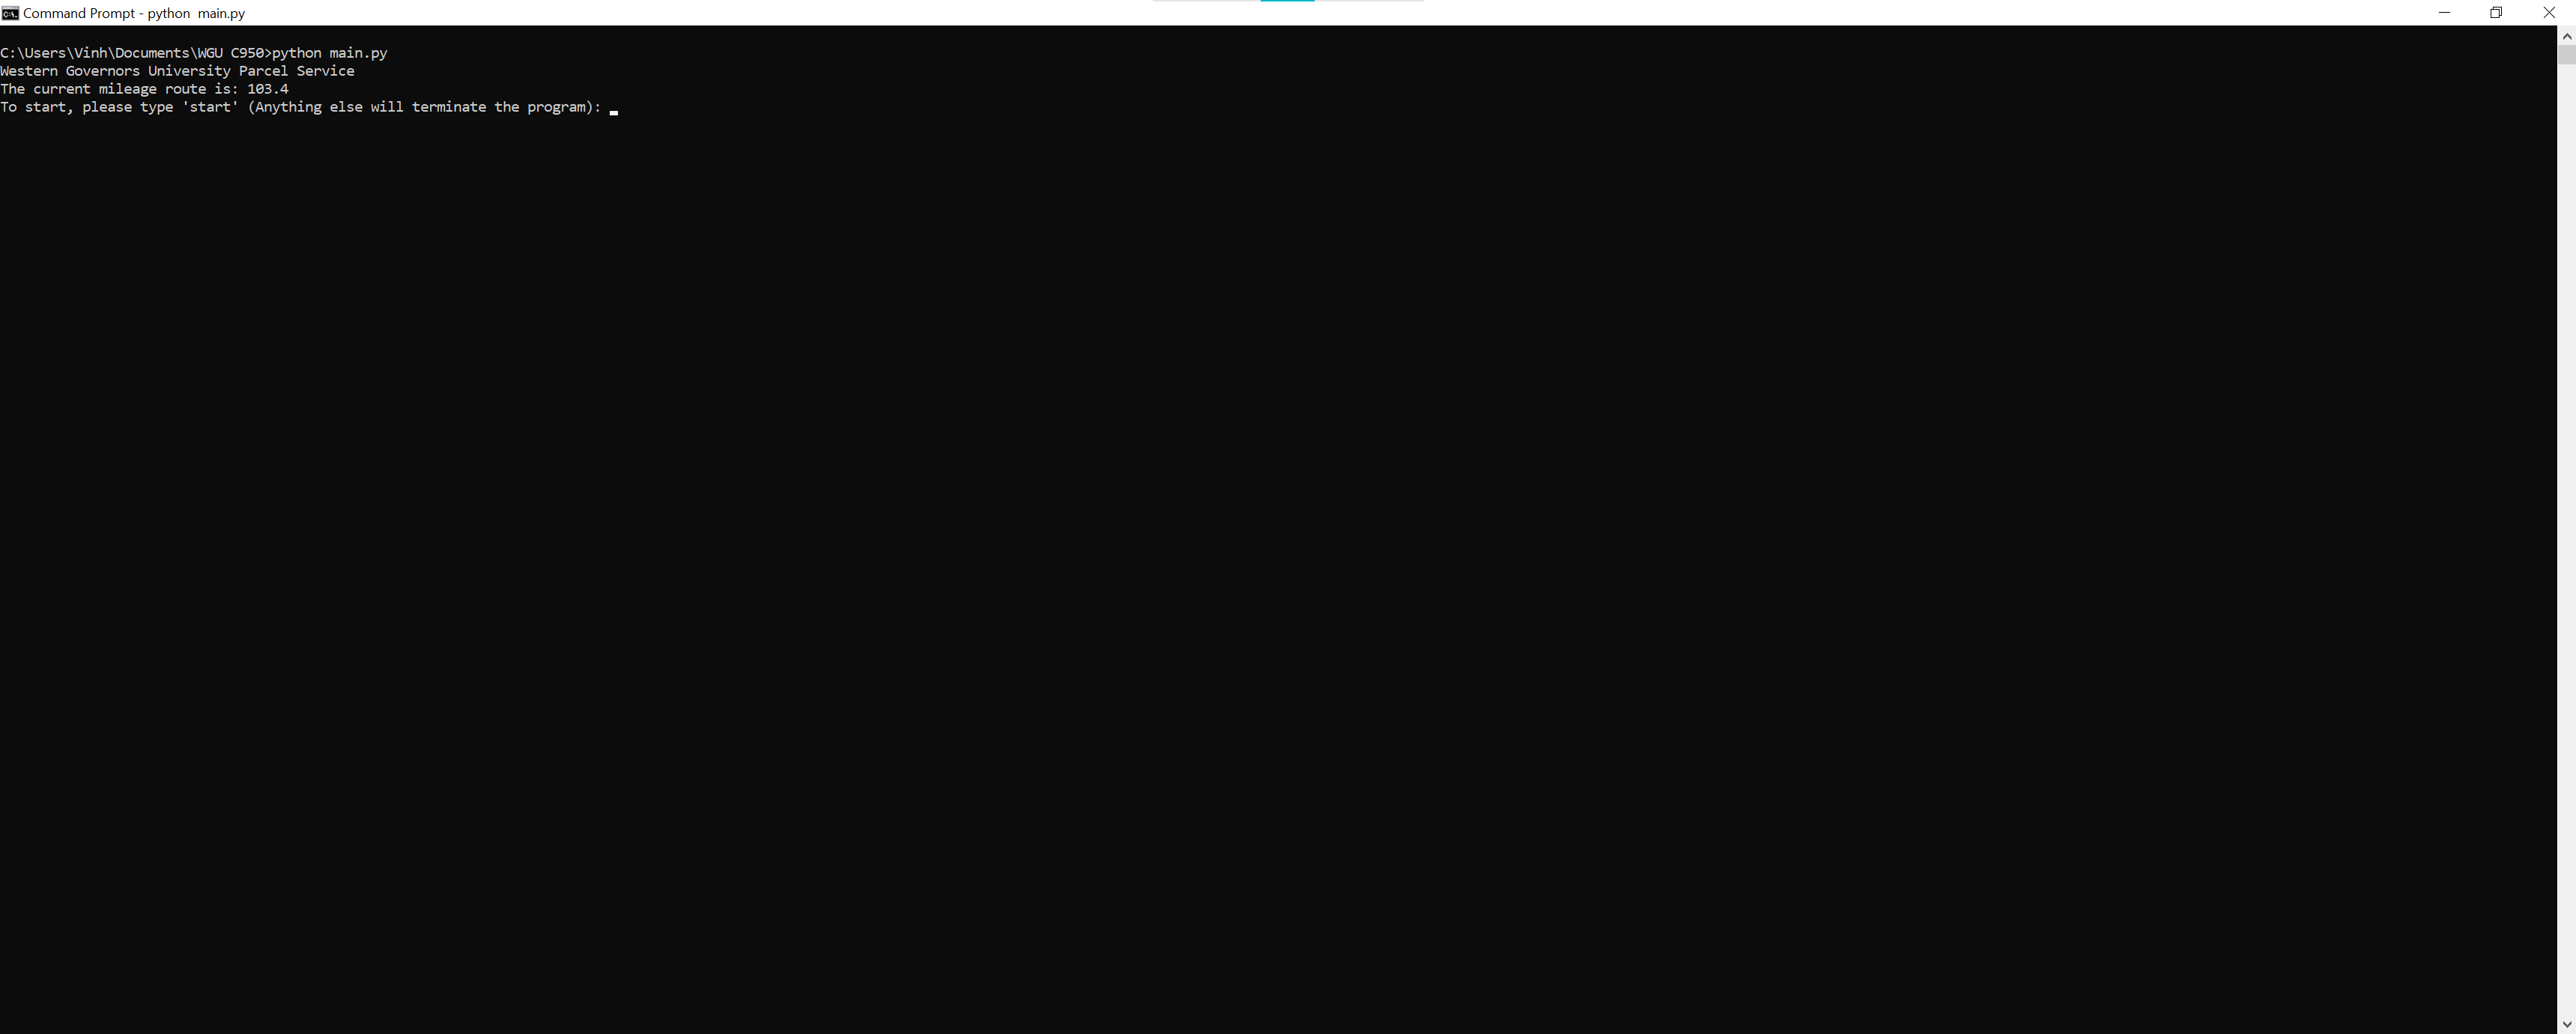 Command Prompt - python  main.py
C:\Users\Vinh\Documents\WGU C950>python main.py
Western Governors University Parcel Service
The current mileage route is: 103.4
To start, please type 'start' (Anything else will terminate the program):